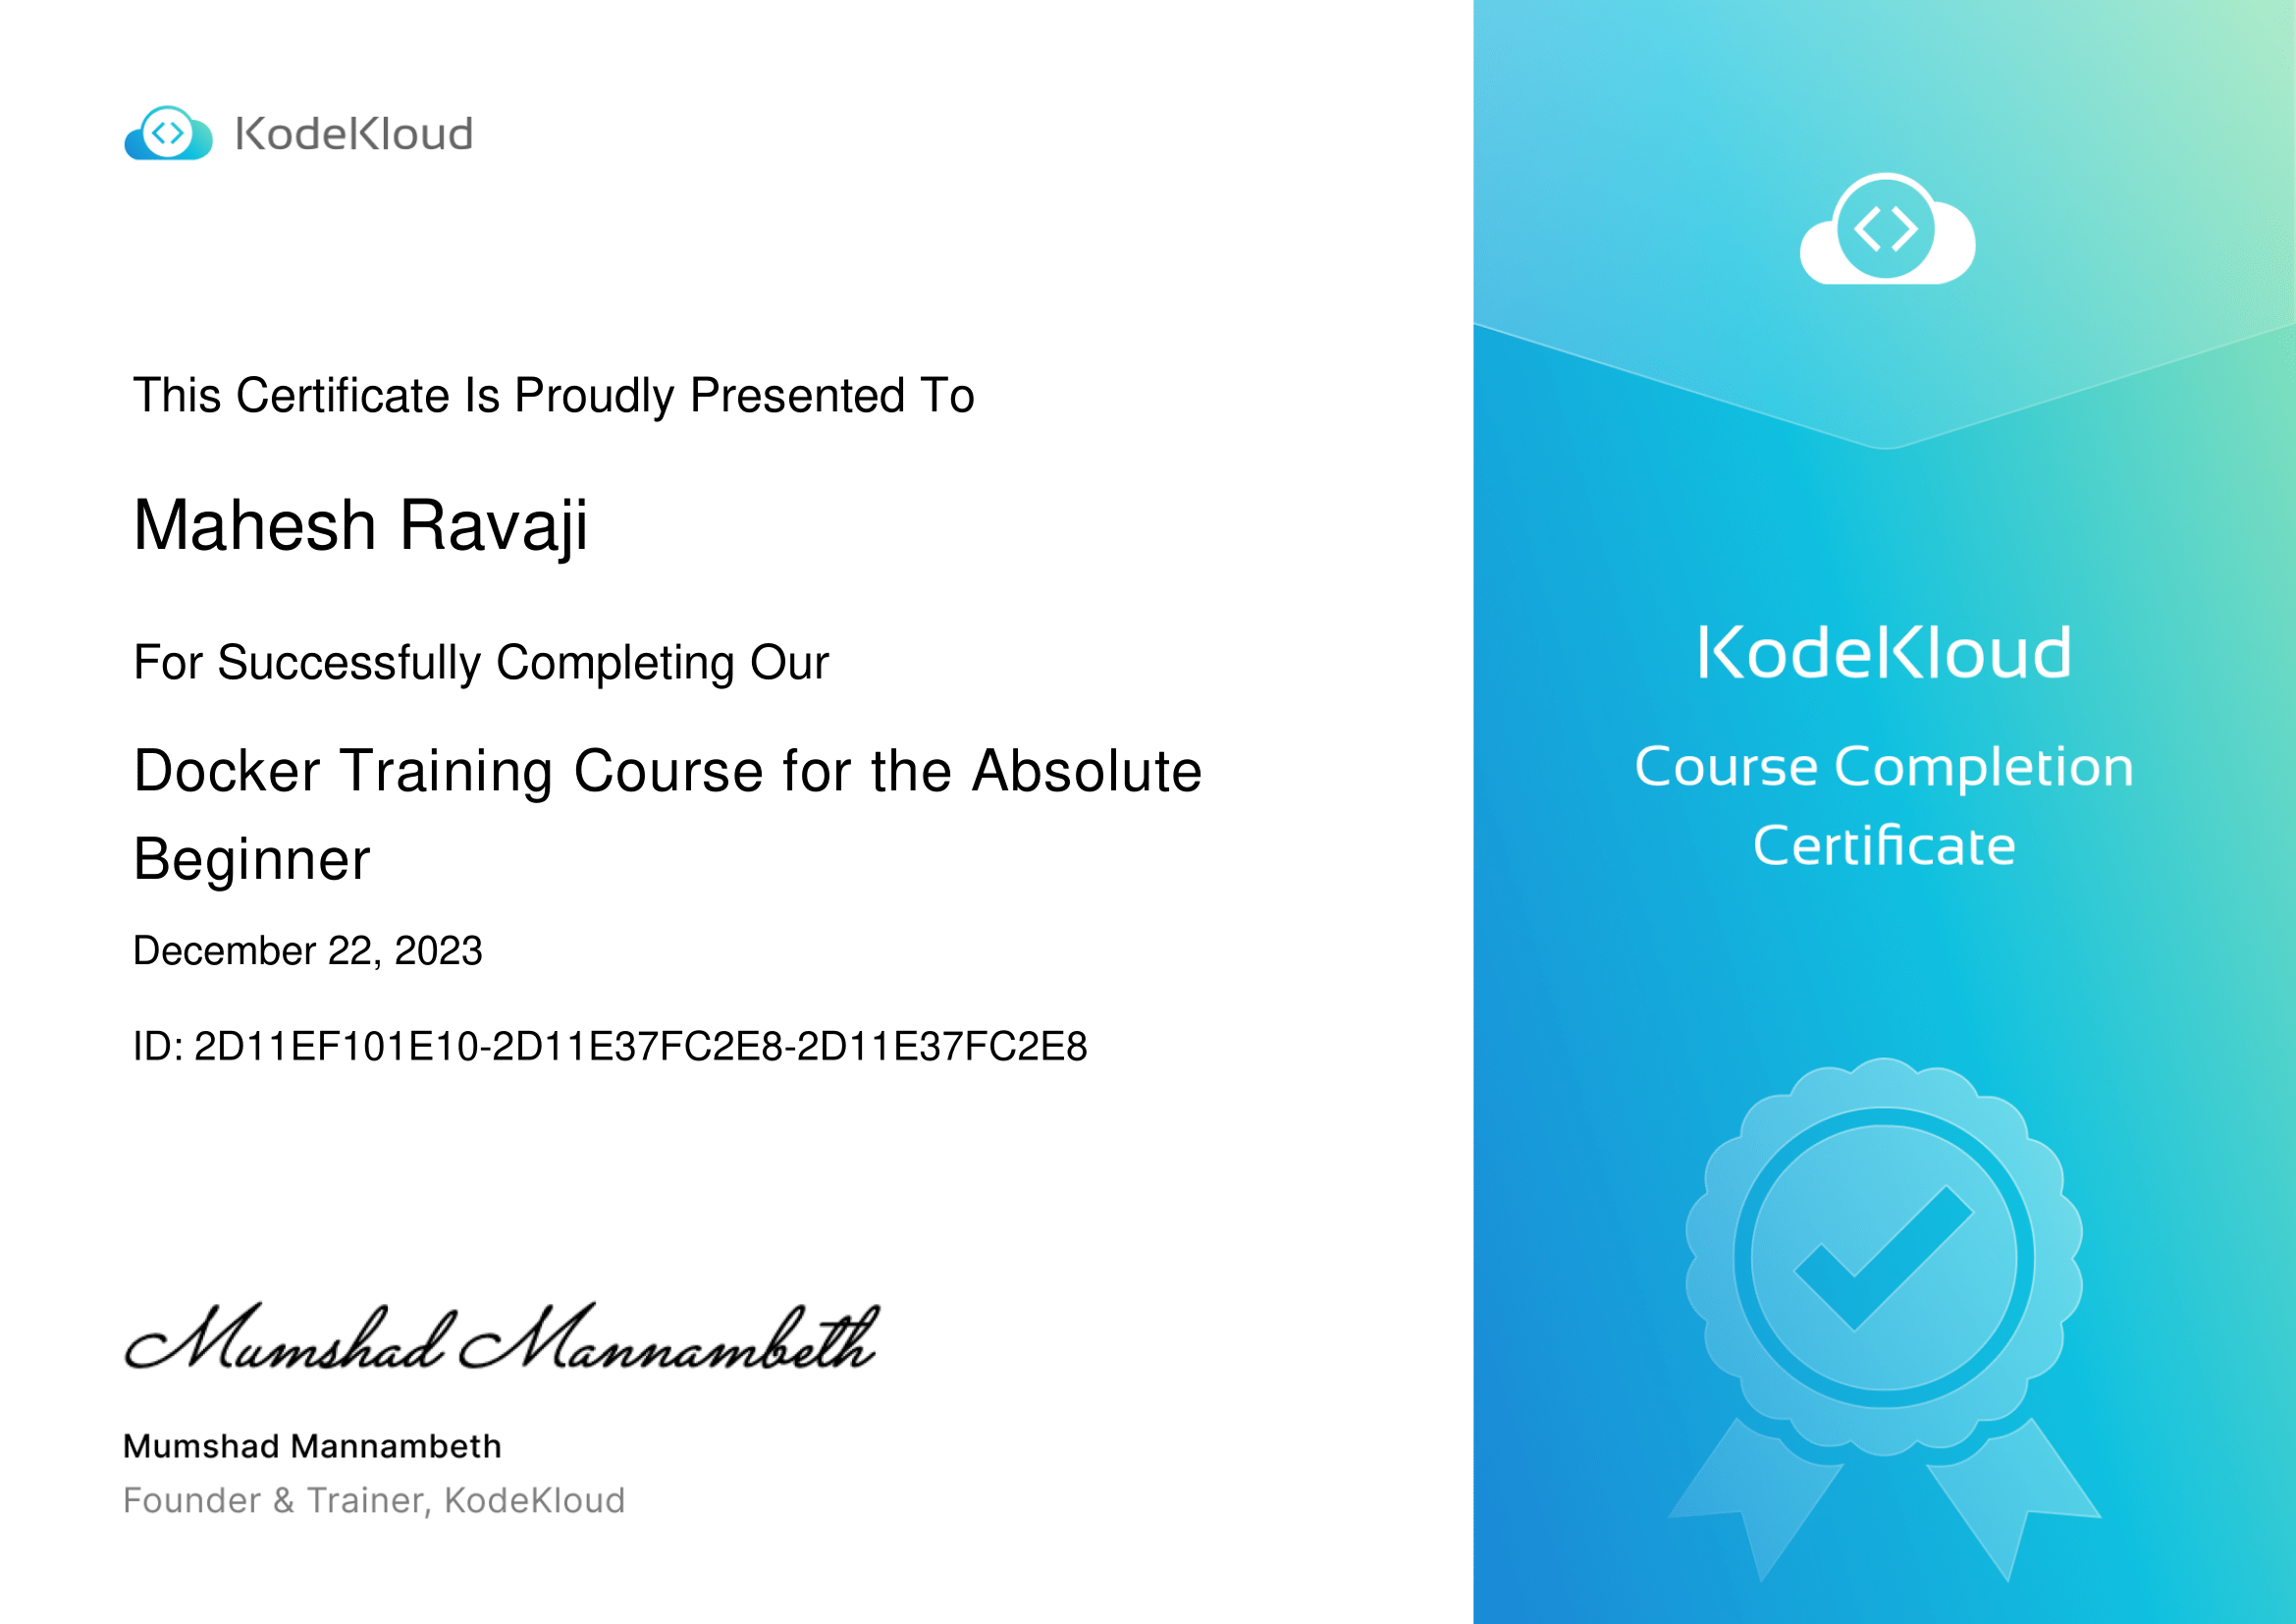 KodeKloud
This Certificate Is Proudly Presented To
Mahesh Ravaji
For Successfully Completing Our
Docker Training Course for the Absolute
Beginner
December 22, 2023
ID: 2D11EF101E10-2D11E37FC2E8-2D11E37FC2E8
Mumshad Mannambeth
Mumshad Mannambeth
Founder & Trainer, KodeKloud
KodeKloud
Course Completion
Certificate